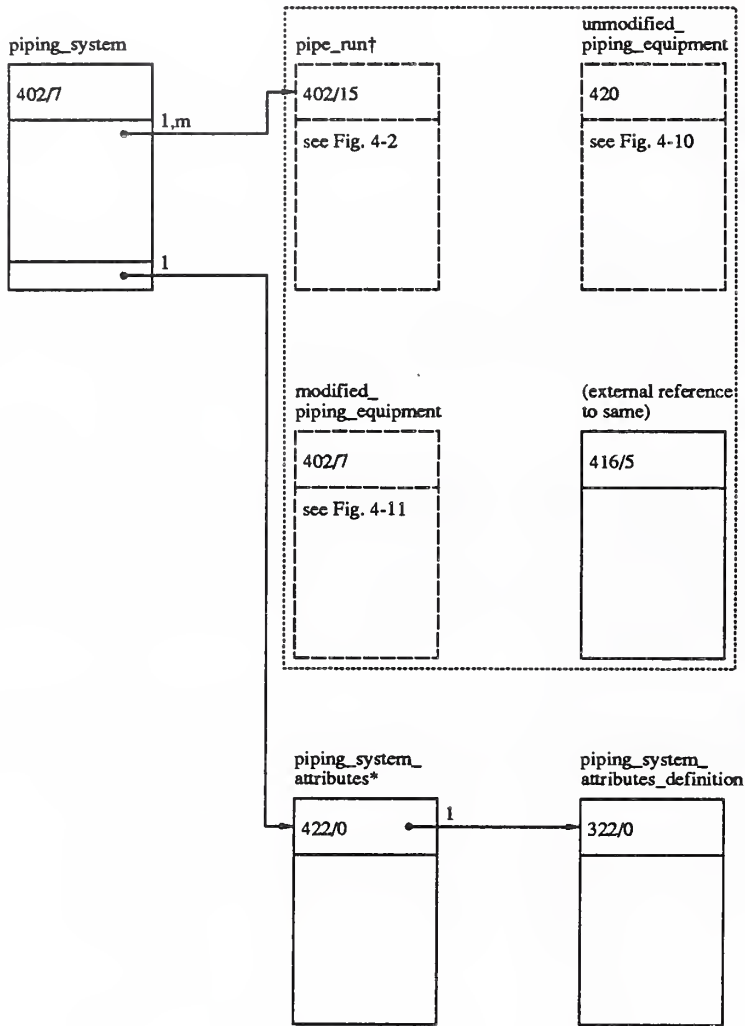 piping_system
402/7
1,m
1
pipe_run†
402/15
see Fig. 4-2
unmodified_
piping_equipment
420
see Fig. 4-10
modified_
piping_equipment
402/7
see Fig. 4-11
(external reference
to same)
416/5
piping_system_
attributes*
422/0
1
piping_system_
attributes_definition
322/0